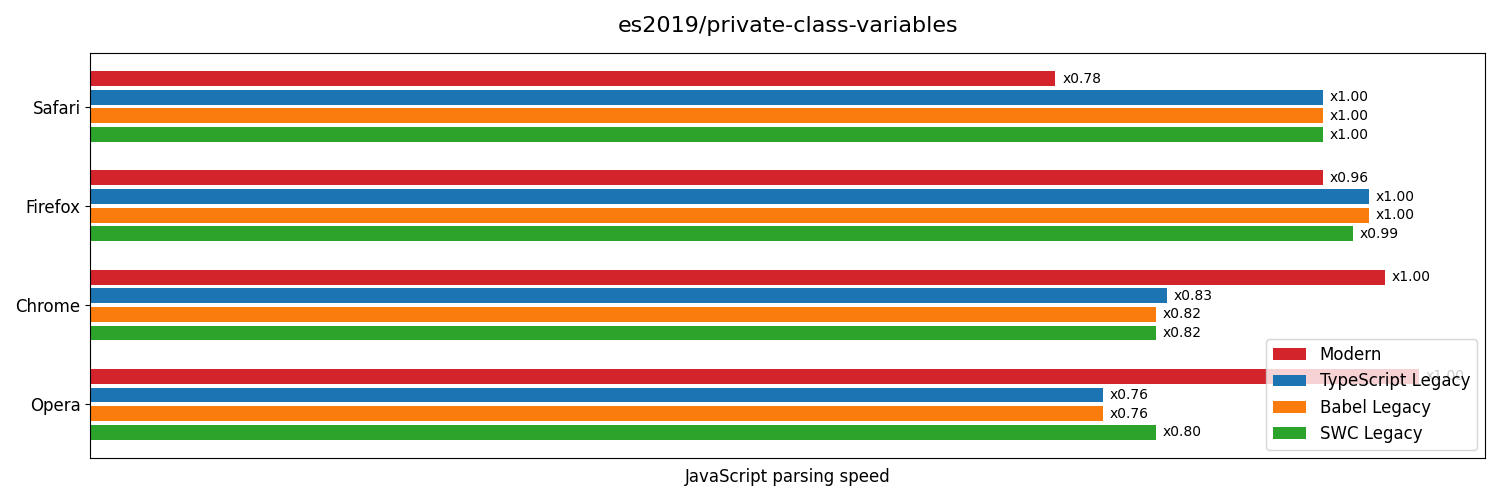 es2019/private-class-variables
Safari
x0.78
x1.00
x1.00
x1.00
Firefox
x0.96
x1.00
x1.00
x0.99
Chrome
x1.00
x0.83
x0.82
x0.82
Opera
x1.00
x0.76
x0.76
x0.80
Modern
TypeScript Legacy
Babel Legacy
SWC Legacy
JavaScript parsing speed